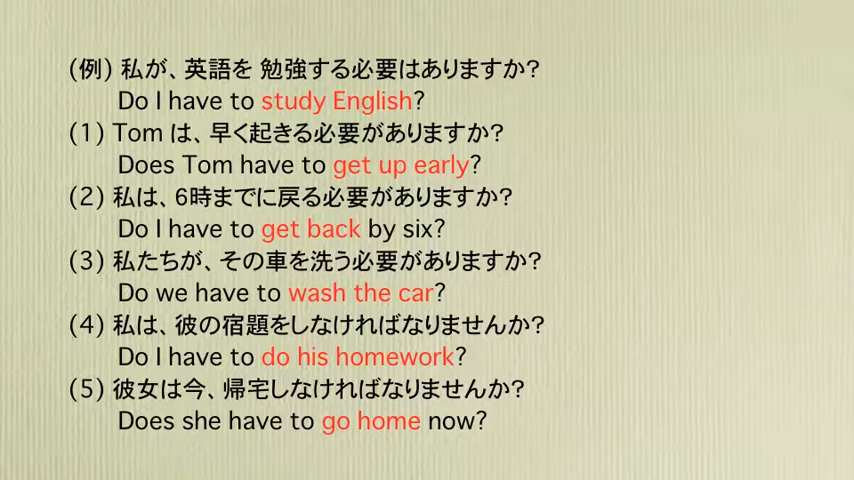 (例) 私が、英語を 勉強する必要はありますか?
Do I have to study English?
(1) Tom は、早く起きる必要がありますか?
Does Tom have to get up early?
(2) 私は、6時までに戻る必要がありますか?
Do I have to get back by six?
(3) 私たちが、その車を洗う必要がありますか?
Do we have to wash the car?
(4) 私は、彼の宿題をしなければなりませんか?
Do I have to do his homework?
(5) 彼女は今、帰宅しなければなりませんか?
Does she have to go home now?